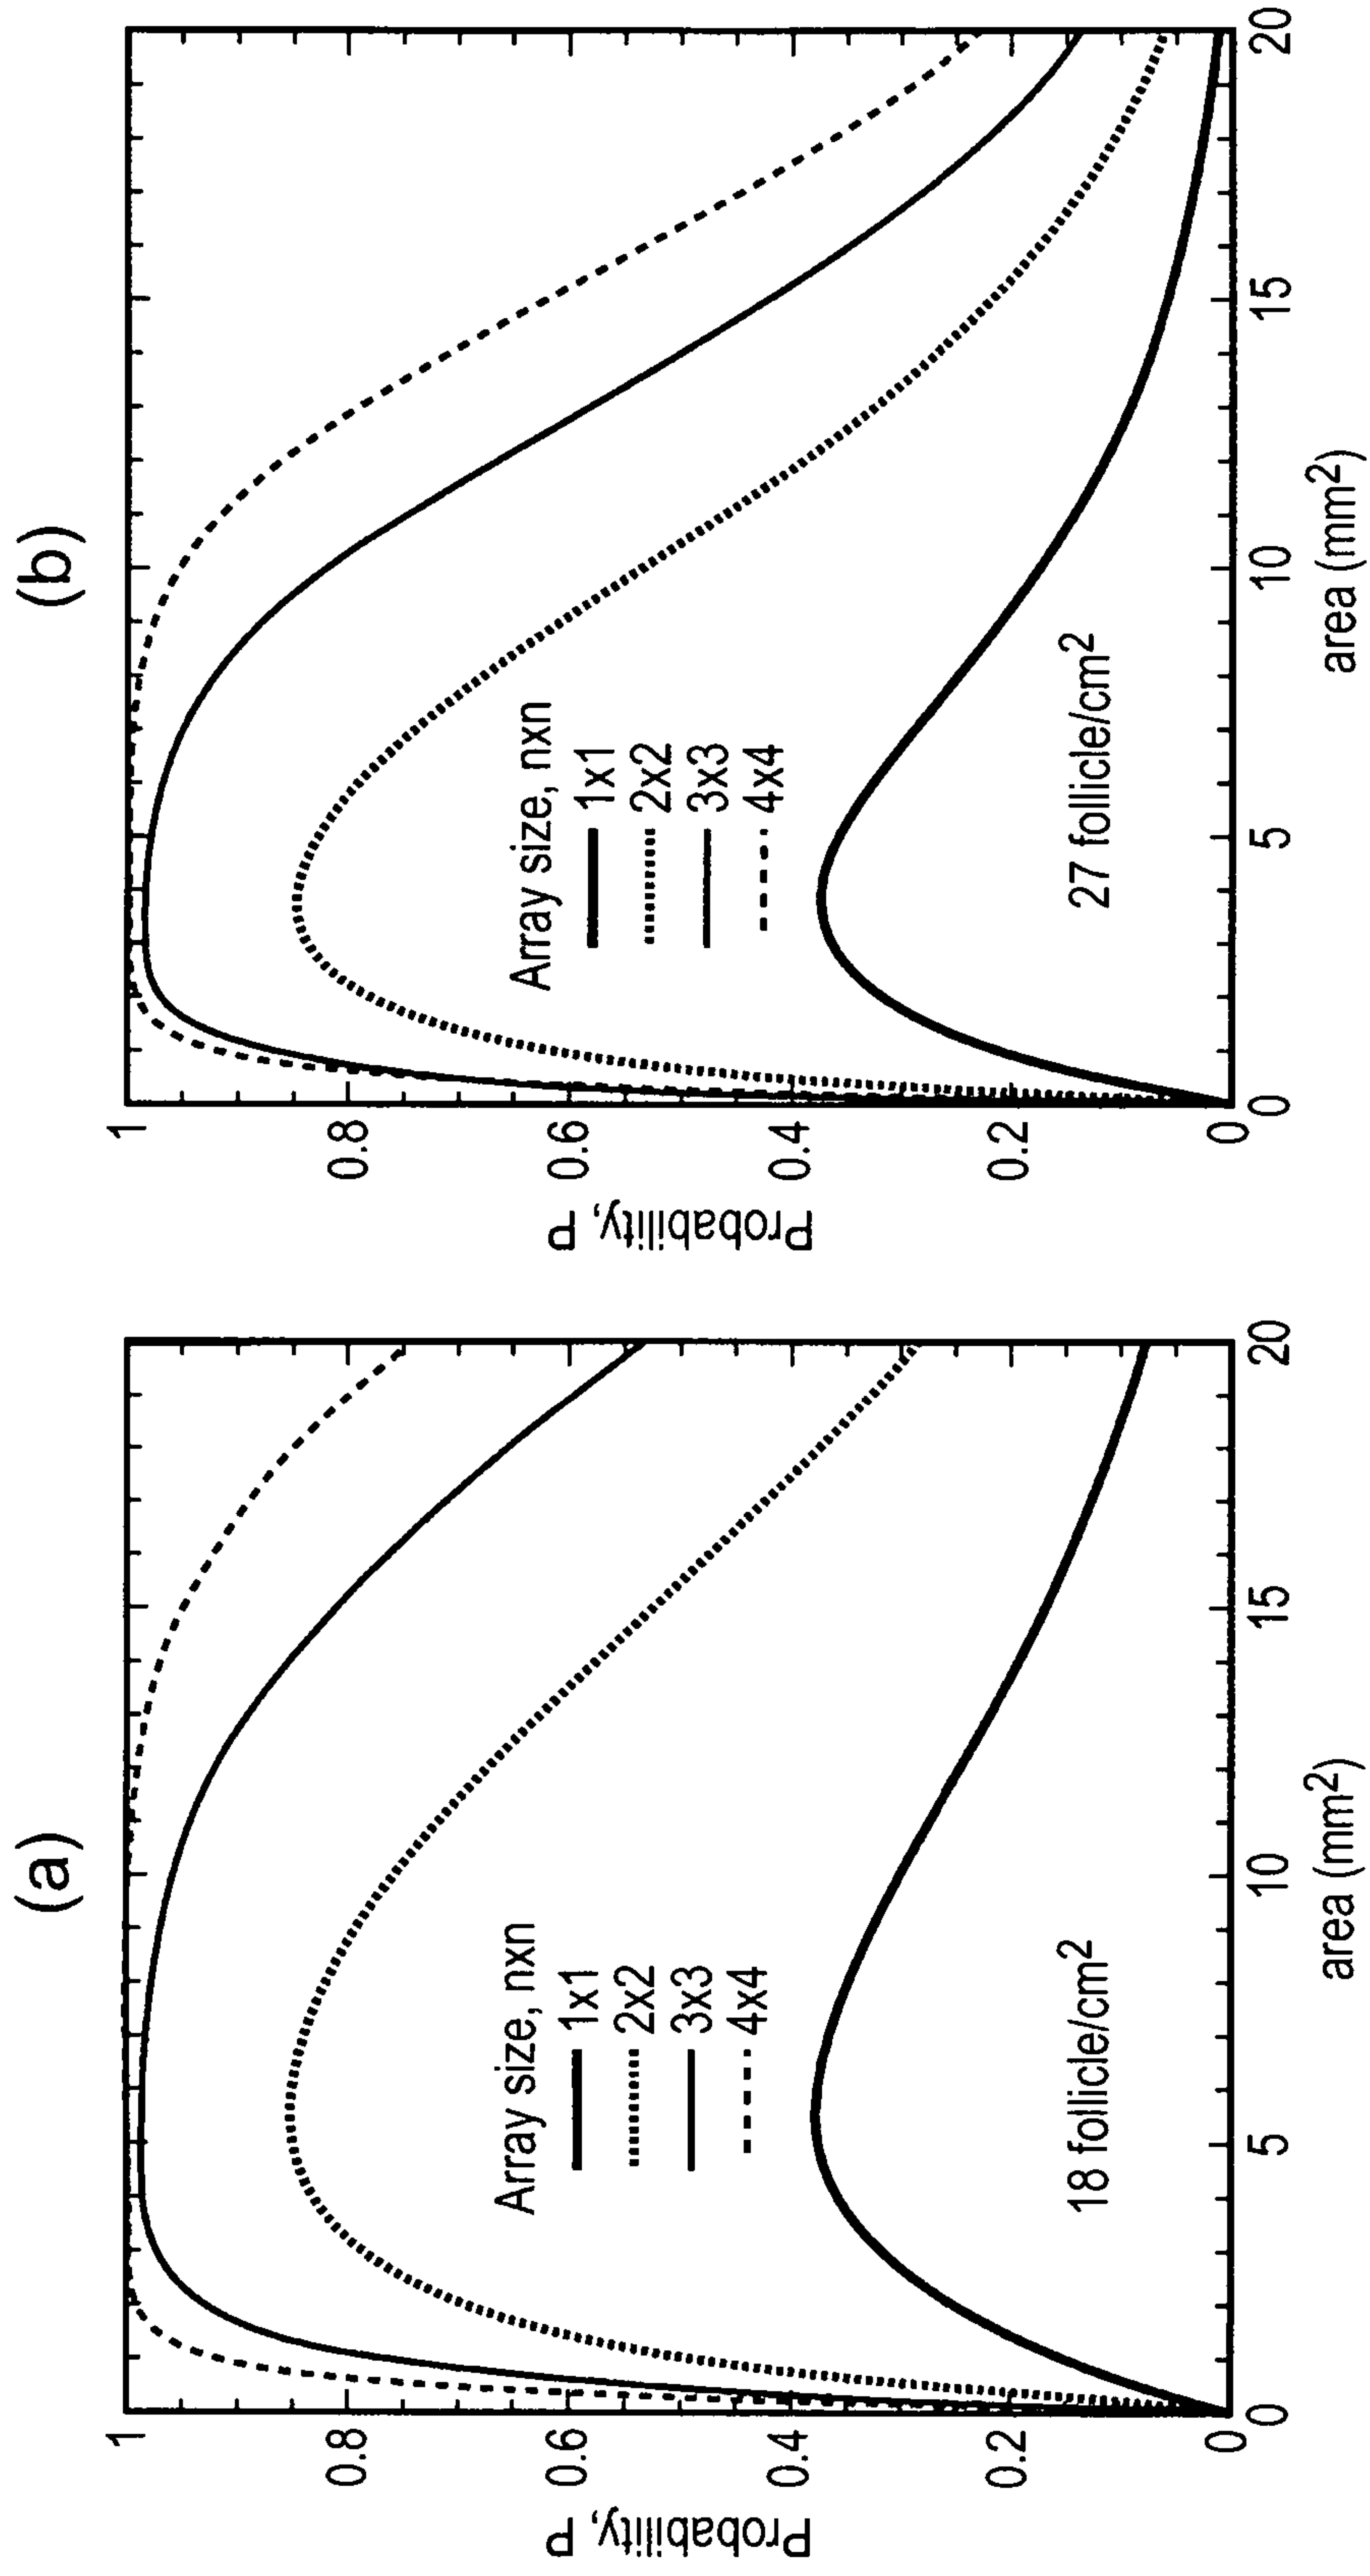 (a)
Probability, P
1
0.8
0.6
0.4
0.2
0
Array size, nxn
1x1
2x2
3x3
4x4
18 follicle/cm²
0 5 10 15 20
area (mm²)
(b)
Probability, P
1
0.8
0.6
0.4
0.2
0
Array size, nxn
1x1
2x2
3x3
4x4
27 follicle/cm²
0 5 10 15 20
area (mm²)